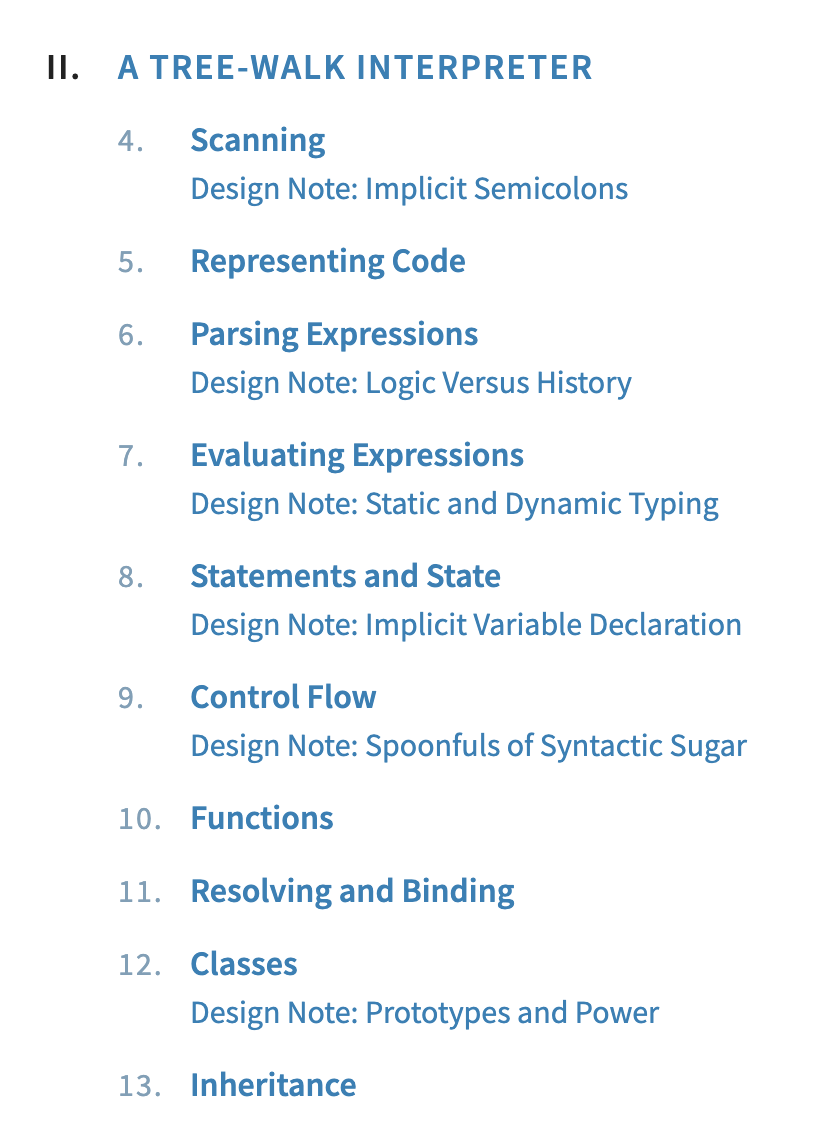 II. A TREE-WALK INTERPRETER
4. Scanning
Design Note: Implicit Semicolons
5. Representing Code
6. Parsing Expressions
Design Note: Logic Versus History
7. Evaluating Expressions
Design Note: Static and Dynamic Typing
8. Statements and State
Design Note: Implicit Variable Declaration
9. Control Flow
Design Note: Spoonfuls of Syntactic Sugar
10. Functions
11. Resolving and Binding
12. Classes
Design Note: Prototypes and Power
13. Inheritance